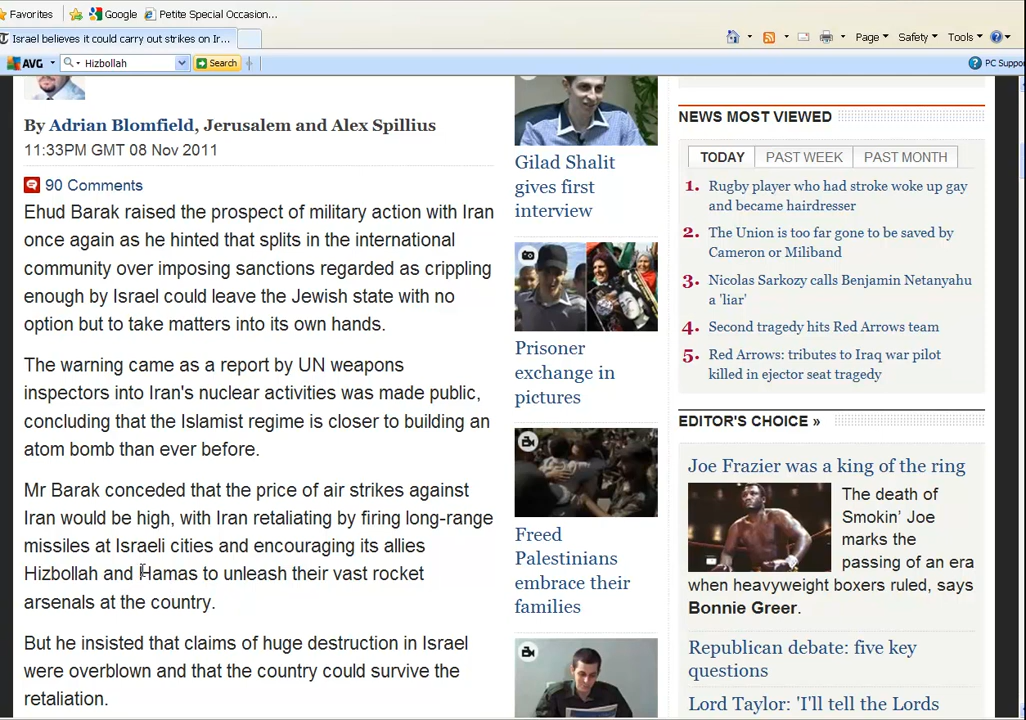 Favorites
Google
Petite Special Occasion...
Israel believes it could carry out strikes on Ir...
Page
Safety
Tools
AVG
Hizbollah
Search
PC Suppo
By Adrian Blomfield, Jerusalem and Alex Spillius
11:33PM GMT 08 Nov 2011
90 Comments
Ehud Barak raised the prospect of military action with Iran
once again as he hinted that splits in the international
community over imposing sanctions regarded as crippling
enough by Israel could leave the Jewish state with no
option but to take matters into its own hands.
The warning came as a report by UN weapons
inspectors into Iran's nuclear activities was made public,
concluding that the Islamist regime is closer to building an
atom bomb than ever before.
Mr Barak conceded that the price of air strikes against
Iran would be high, with Iran retaliating by firing long-range
missiles at Israeli cities and encouraging its allies
Hizbollah and Hamas to unleash their vast rocket
arsenals at the country.
But he insisted that claims of huge destruction in Israel
were overblown and that the country could survive the
retaliation.
Gilad Shalit
gives first
interview
Prisoner
exchange in
pictures
Freed
Palestinians
embrace their
families
NEWS MOST VIEWED
TODAY
PAST WEEK
PAST MONTH
1. Rugby player who had stroke woke up gay
and became hairdresser
2. The Union is too far gone to be saved by
Cameron or Miliband
3. Nicolas Sarkozy calls Benjamin Netanyahu
a 'liar'
4. Second tragedy hits Red Arrows team
5. Red Arrows: tributes to Iraq war pilot
killed in ejector seat tragedy
EDITOR'S CHOICE »
Joe Frazier was a king of the ring
The death of
Smokin' Joe
marks the
passing of an era
when heavyweight boxers ruled, says
Bonnie Greer.
Republican debate: five key
questions
Lord Taylor: 'I'll tell the Lords